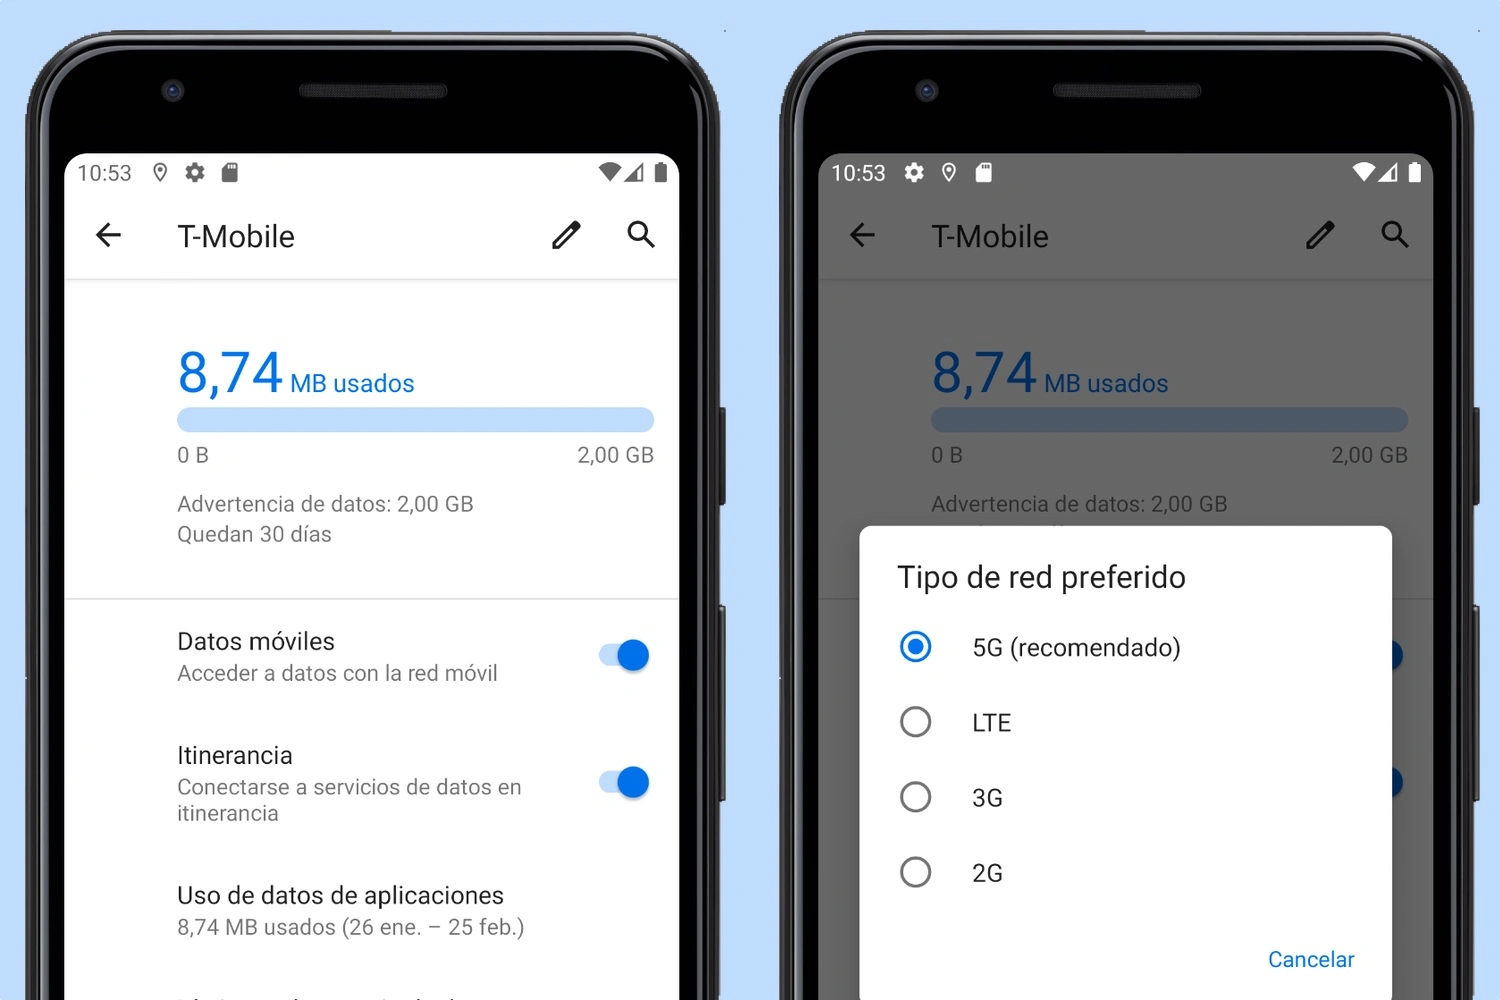 10:53
T-Mobile
8,74 MB usados
0 B 2,00 GB
Advertencia de datos: 2,00 GB
Quedan 30 días
Datos móviles
Acceder a datos con la red móvil
Itinerancia
Conectarse a servicios de datos en
itinerancia
Uso de datos de aplicaciones
8,74 MB usados (26 ene. – 25 feb.)
10:53
T-Mobile
8,74 MB usados
0 B 2,00 GB
Advertencia de datos: 2,00 GB
Tipo de red preferido
5G (recomendado)
LTE
3G
2G
Cancelar